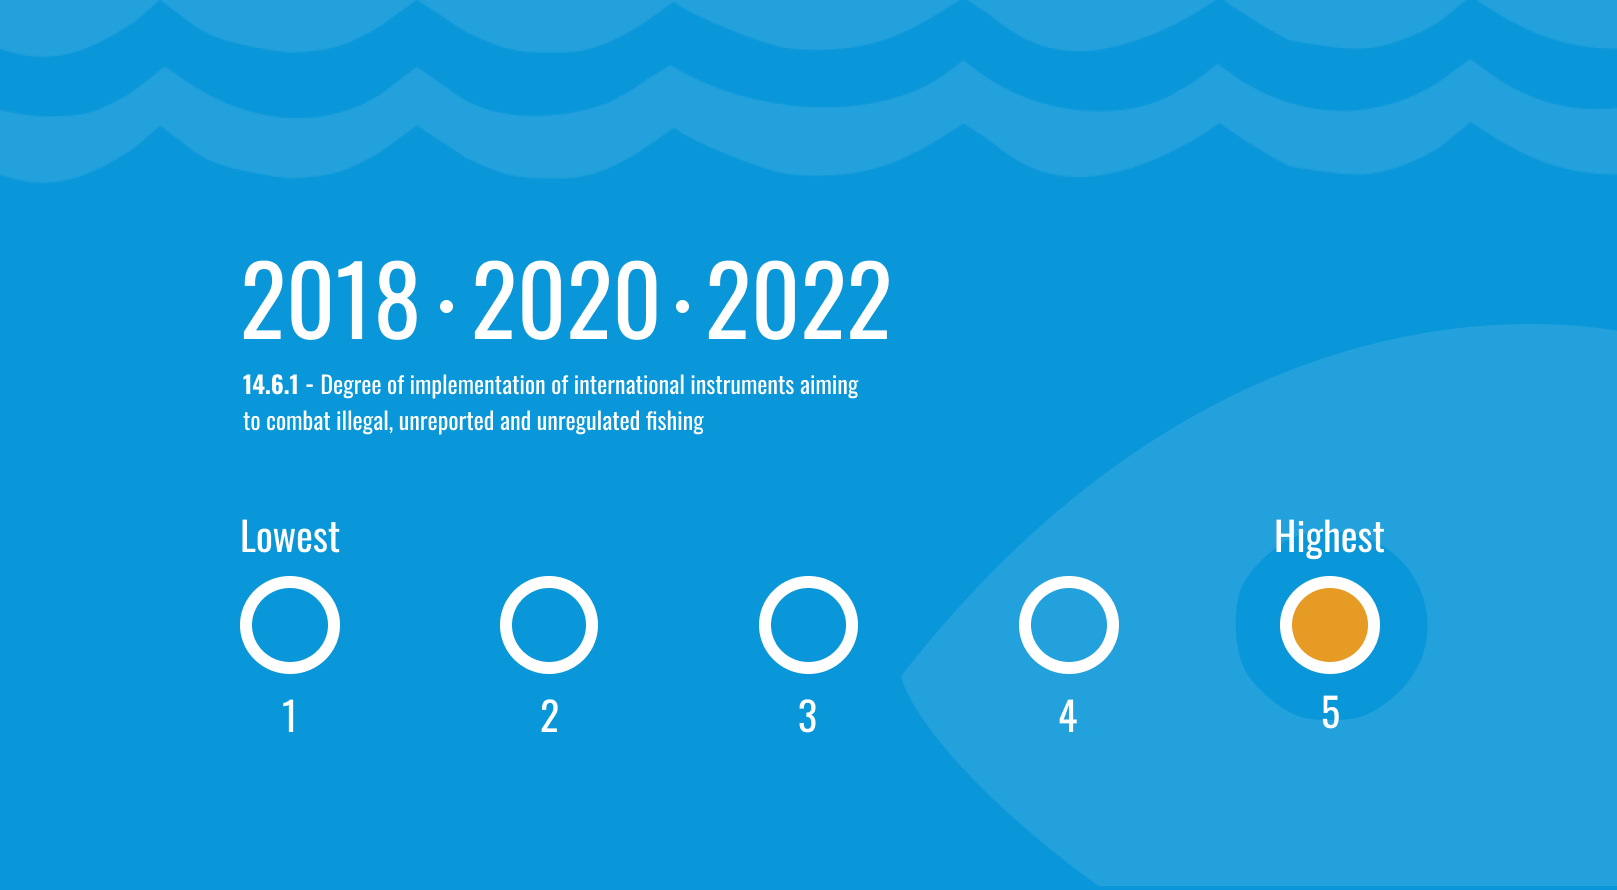 2018 · 2020 · 2022
14.6.1 - Degree of implementation of international instruments aiming
to combat illegal, unreported and unregulated fishing
Lowest
Highest
1
2
3
4
5